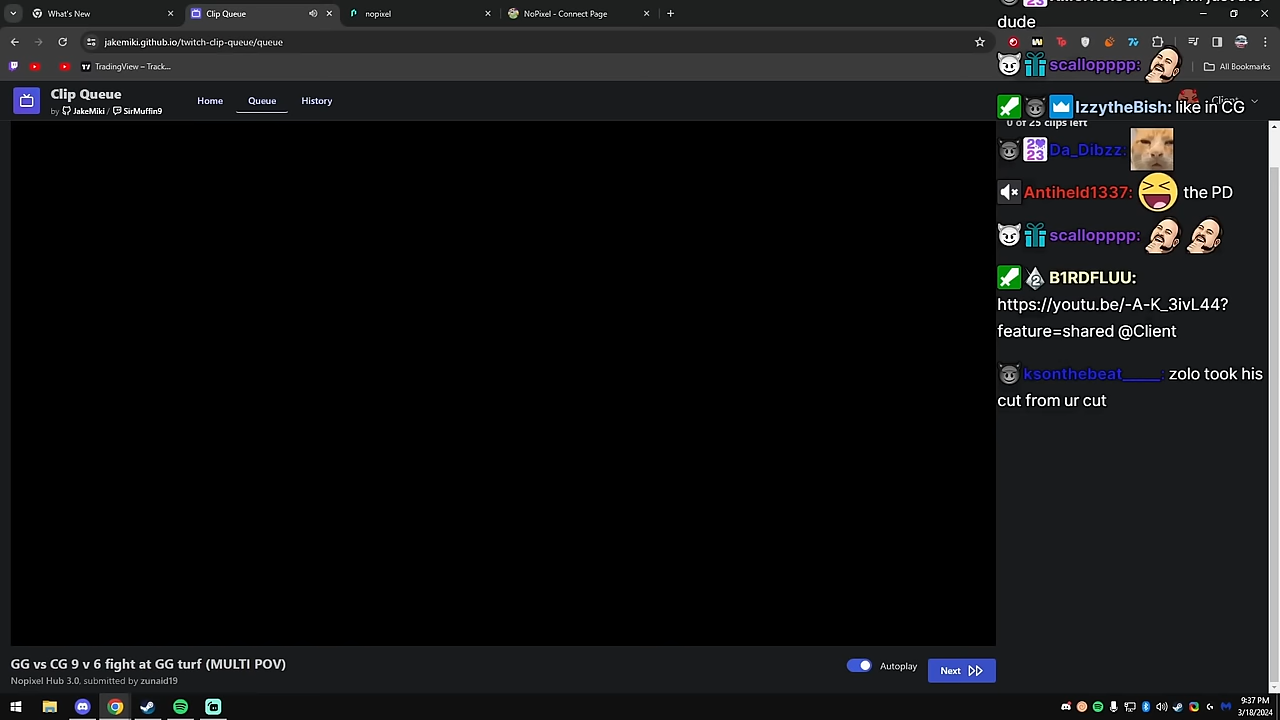 What's New
Clip Queue
nopixel
NoPixel - Connect Page
dude
jakemiki.github.io/twitch-clip-queue/queue
TradingView – Track...
All Bookmarks
scallopppp:
Clip Queue
by JakeMiki / SirMuffin9
Home
Queue
History
IzzytheBish: like in CG
0 of 25 clips left
Da_Dibzz:
Antiheld1337: the PD
scallopppp:
B1RDFLUU:
https://youtu.be/-A-K_3ivL44?
feature=shared @Client
ksonthebeat_____: zolo took his
cut from ur cut
GG vs CG 9 v 6 fight at GG turf (MULTI POV)
Nopixel Hub 3.0, submitted by zunaid19
Autoplay
Next
9:37 PM
3/18/2024